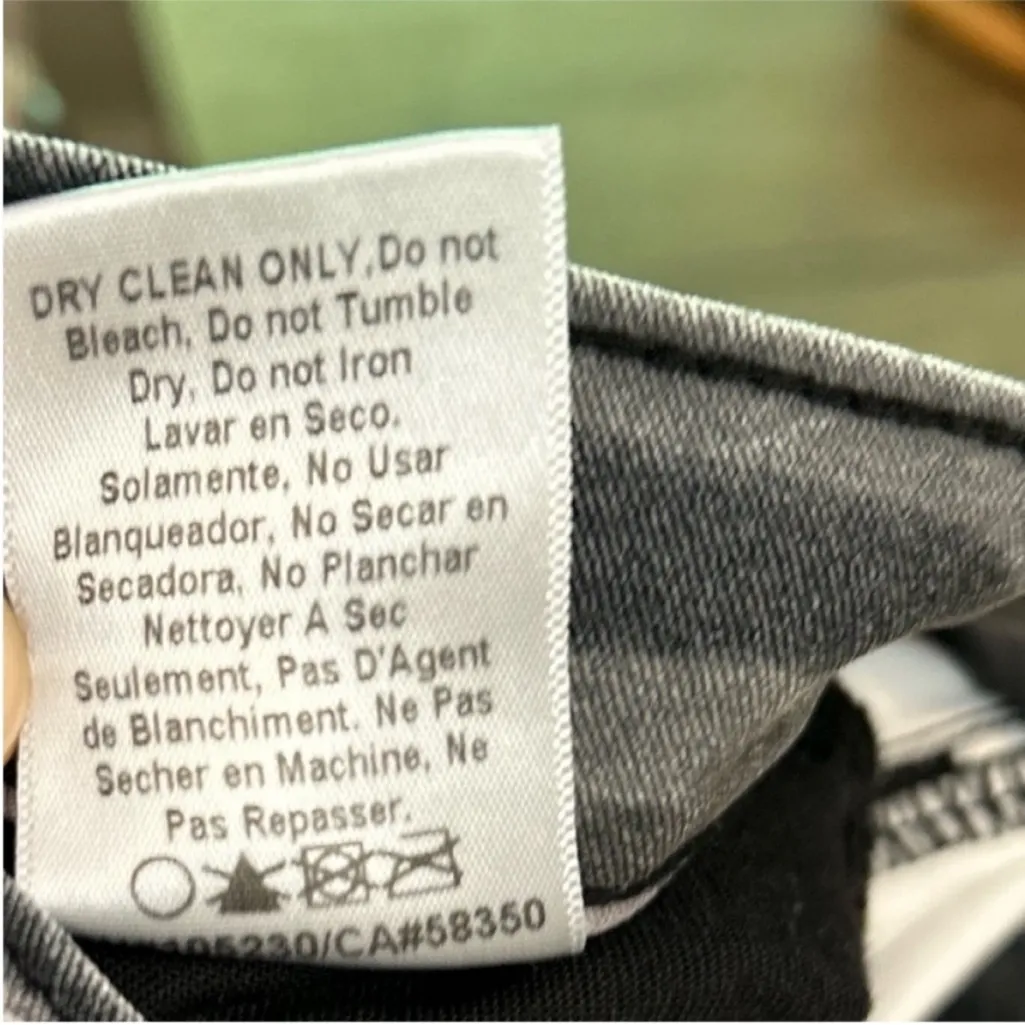 DRY CLEAN ONLY,Do not
Bleach, Do not Tumble
Dry, Do not Iron
Lavar en Seco.
Solamente, No Usar
Blanqueador, No Secar en
Secadora, No Planchar
Nettoyer A Sec
Seulement, Pas D'Agent
de Blanchiment. Ne Pas
Secher en Machine, Ne
Pas Repasser.
/CA#58350